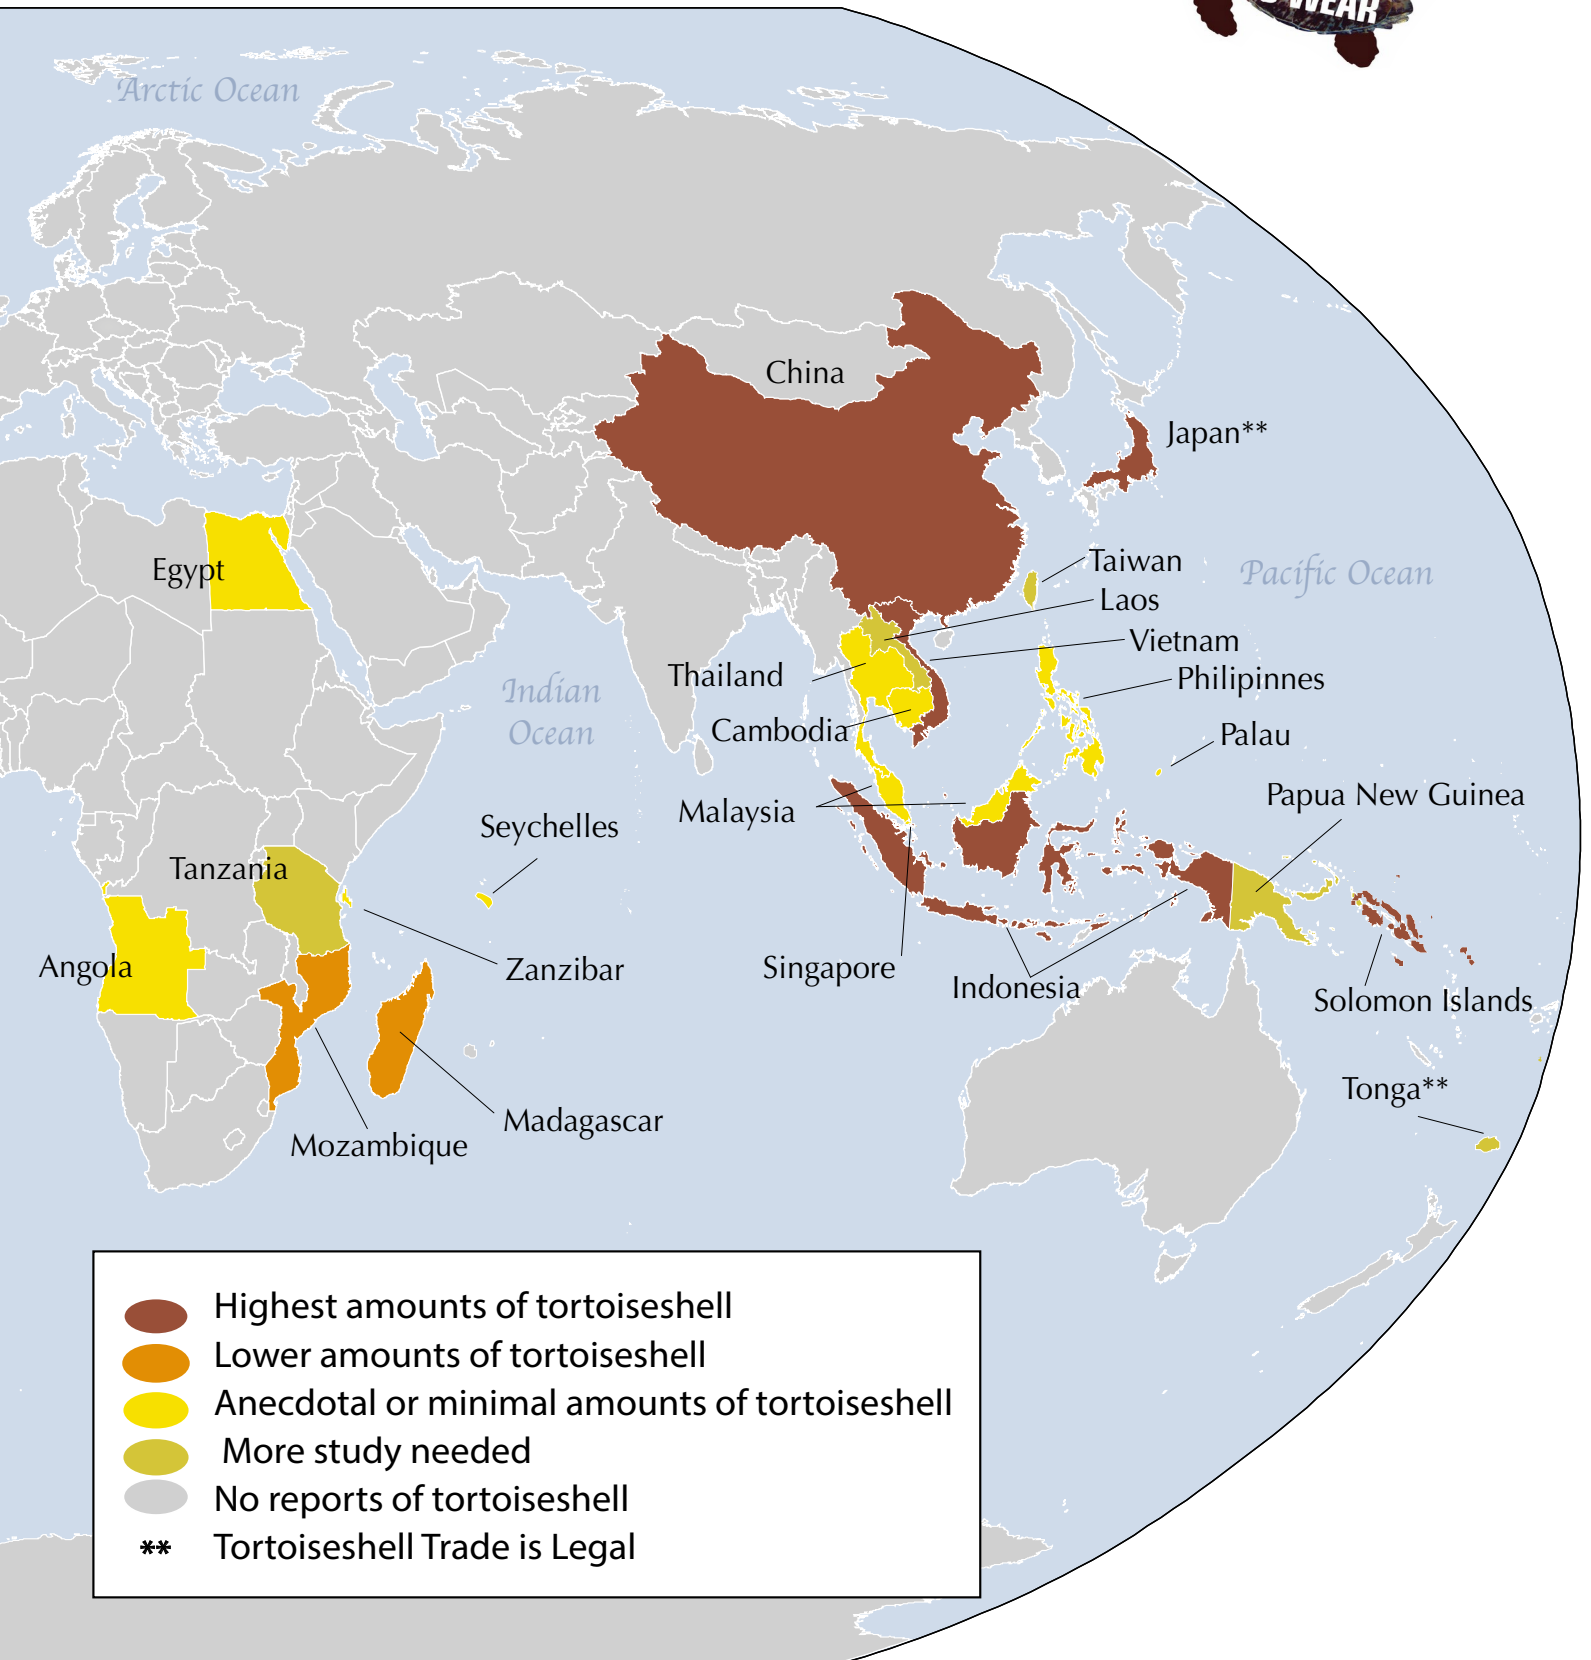 WEAR
Arctic Ocean
China
Japan**
Egypt
Taiwan
Pacific Ocean
Laos
Vietnam
Thailand
Philipinnes
Indian
Ocean
Cambodia
Palau
Papua New Guinea
Malaysia
Seychelles
Tanzania
Angola
Zanzibar
Singapore
Indonesia
Solomon Islands
Tonga**
Madagascar
Mozambique
Highest amounts of tortoiseshell
Lower amounts of tortoiseshell
Anecdotal or minimal amounts of tortoiseshell
More study needed
No reports of tortoiseshell
** Tortoiseshell Trade is Legal